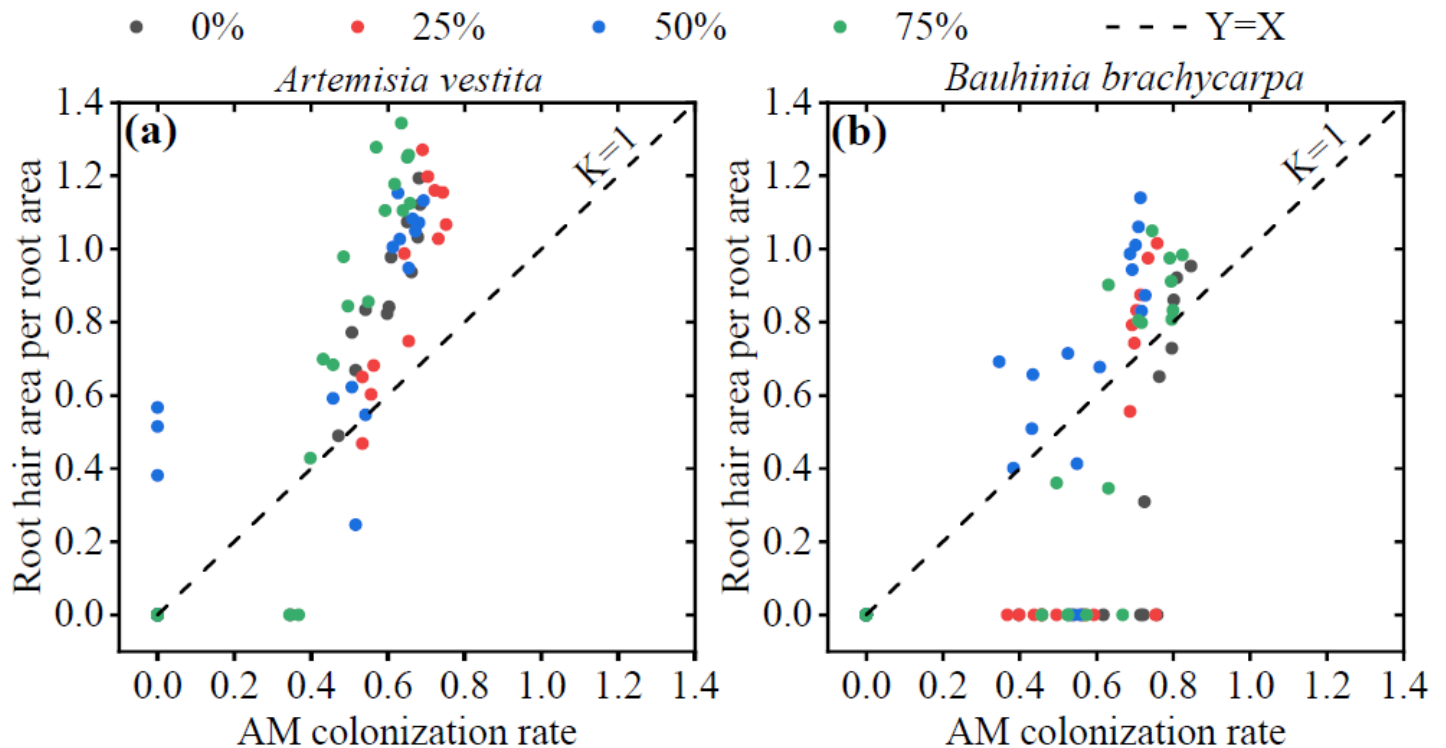 0% 25% 50% 75% Y=X
Artemisia vestita Bauhinia brachycarpa
(a) K=1
1.4
1.2
1.0
0.8
0.6
0.4
0.2
0.0
Root hair area per root area
0.0 0.2 0.4 0.6 0.8 1.0 1.2 1.4
AM colonization rate
(b) K=1
1.4
1.2
1.0
0.8
0.6
0.4
0.2
0.0
Root hair area per root area
0.0 0.2 0.4 0.6 0.8 1.0 1.2 1.4
AM colonization rate